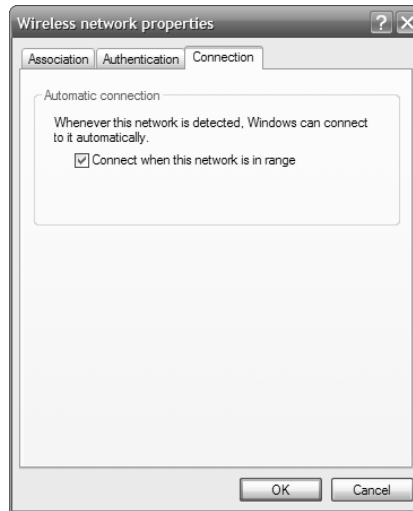 Wireless network properties
Association
Authentication
Connection
Automatic connection
Whenever this network is detected, Windows can connect
to it automatically.
Connect when this network is in range
OK
Cancel